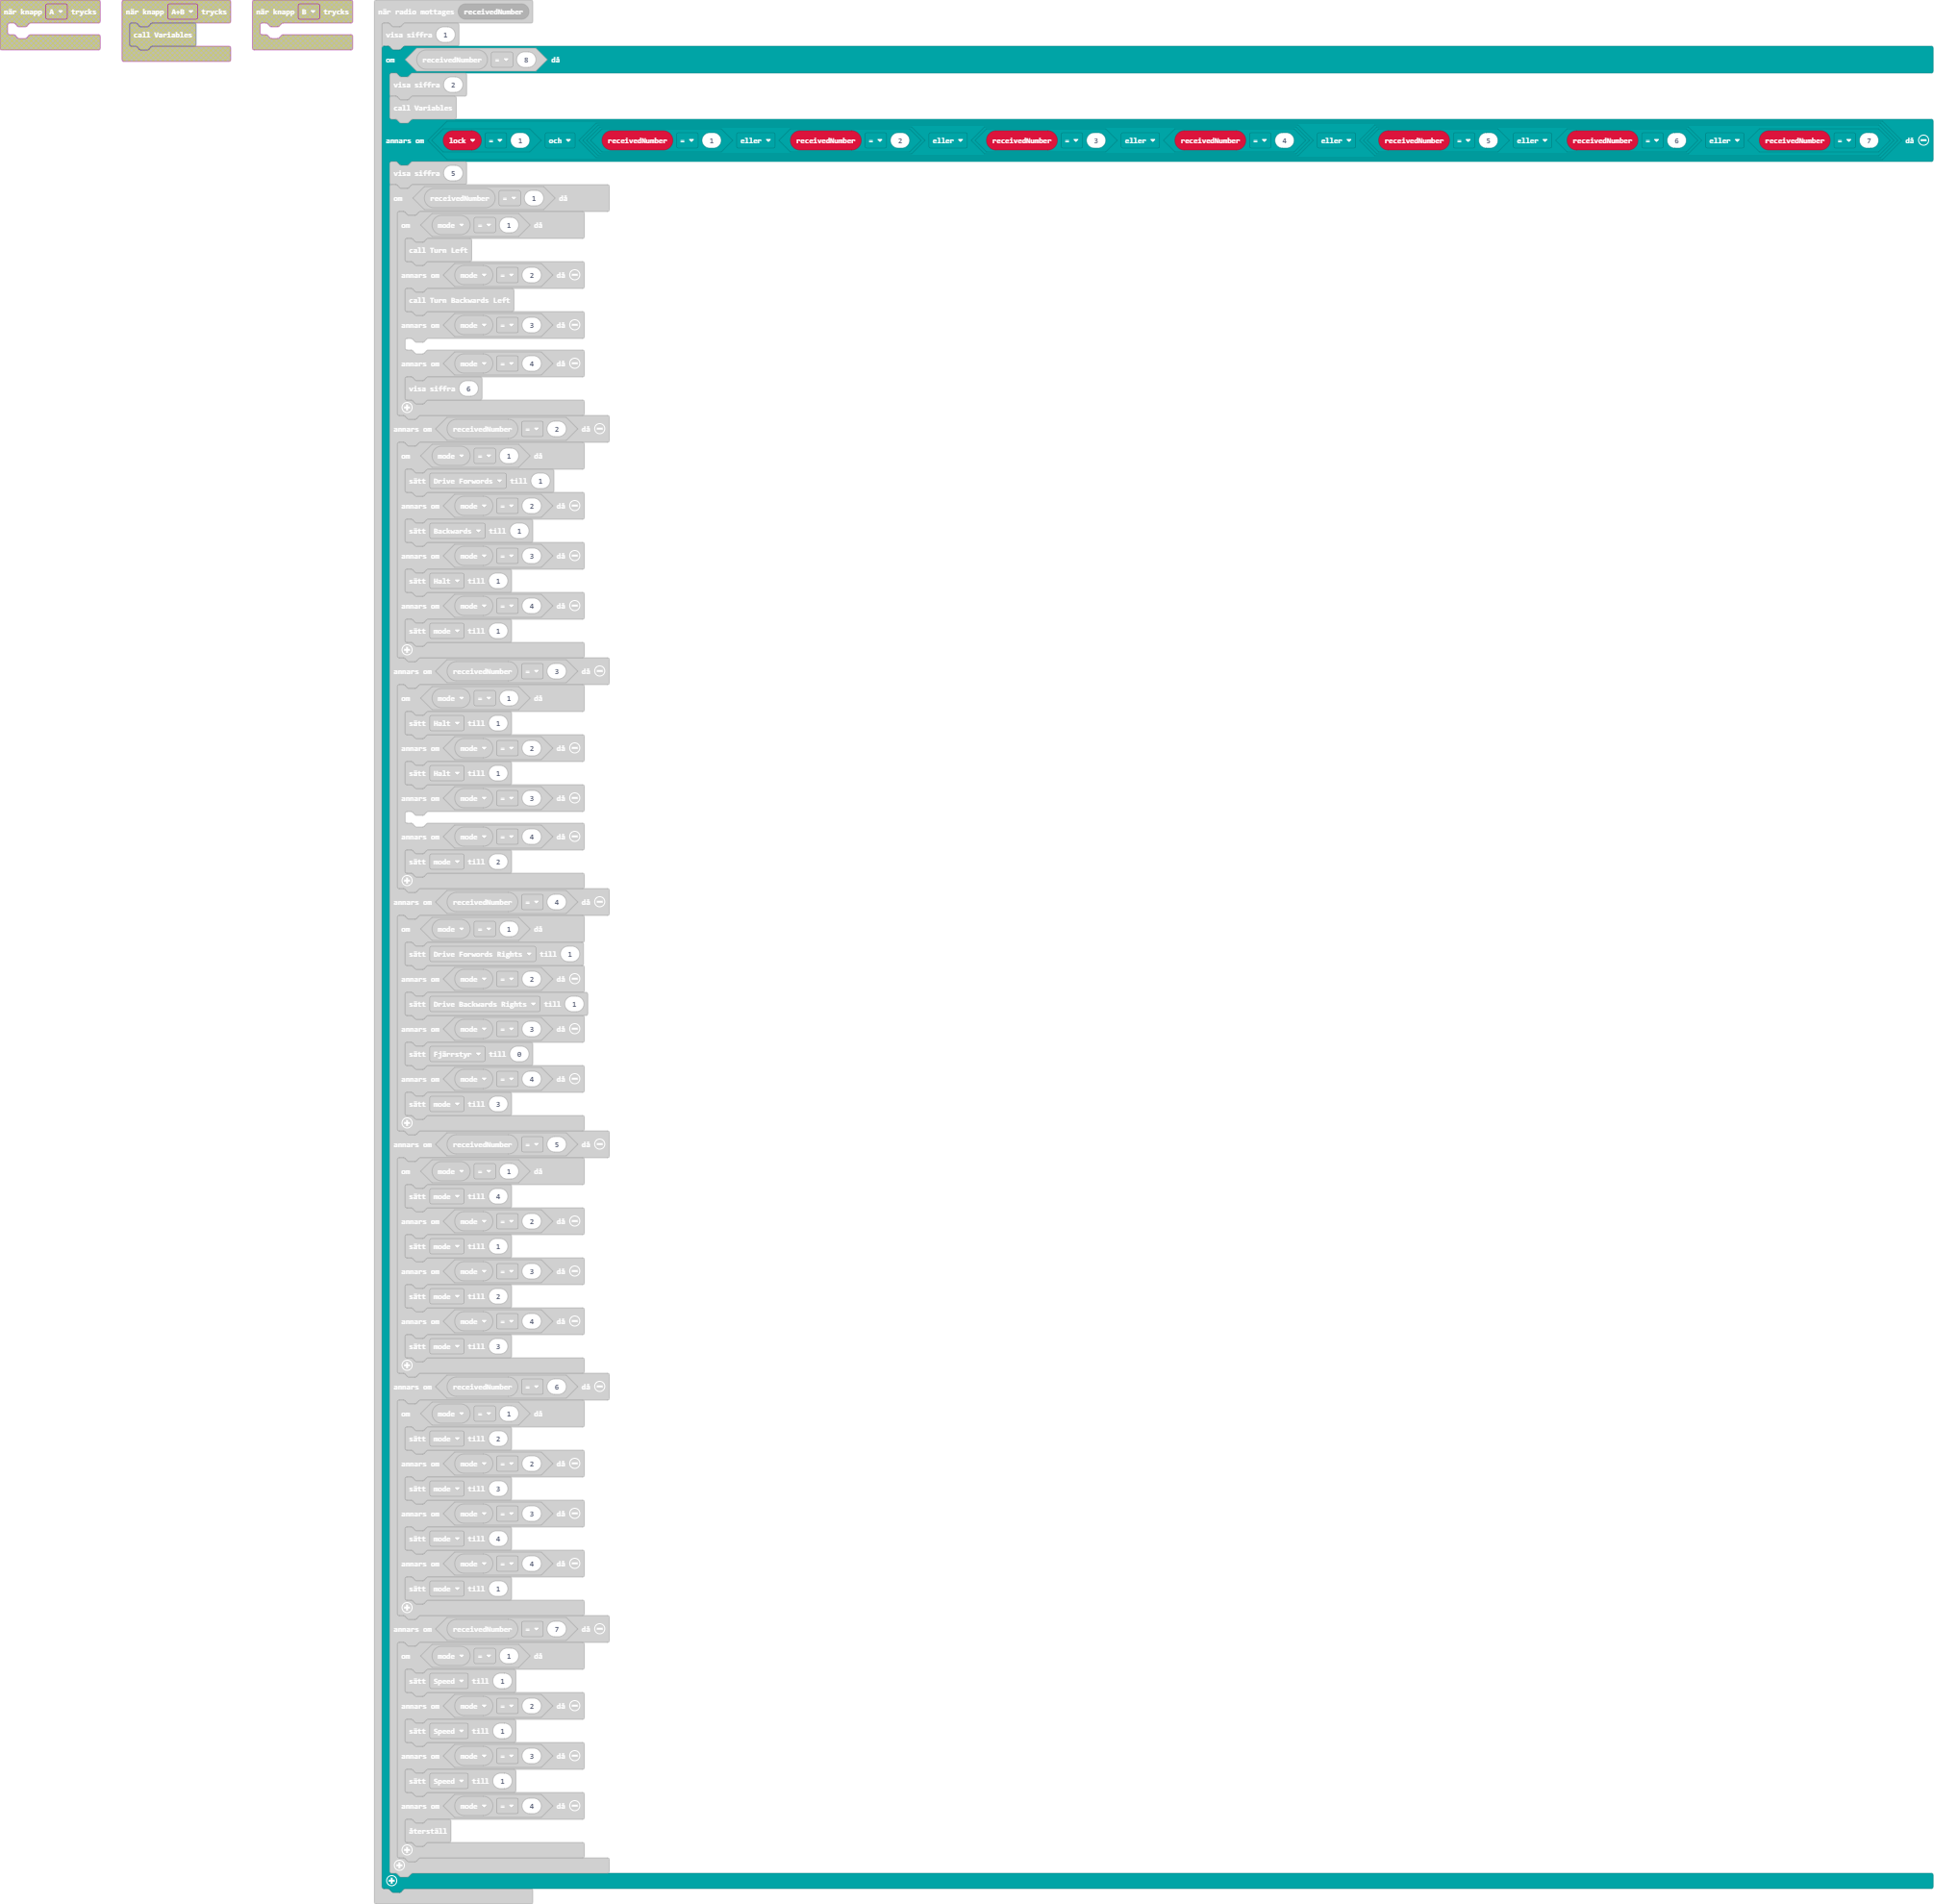 när knapp A trycks
när knapp A+B trycks
call Variables
när knapp B trycks
när radio mottages receivedNumber
visa siffra 1
om receivedNumber = 8 då
visa siffra 2
call Variables
annars om lock = 1 och receivedNumber = 1 eller receivedNumber = 2 eller receivedNumber = 3 eller receivedNumber = 4 eller receivedNumber = 5 eller receivedNumber = 6 eller receivedNumber = 7 då
visa siffra 5
om receivedNumber = 1 då
om mode = 1 då
call Turn Left
annars om mode = 2 då
call Turn Backwards Left
annars om mode = 3 då
annars om mode = 4 då
visa siffra 6
annars om receivedNumber = 2 då
om mode = 1 då
sätt Drive Forwords till 1
annars om mode = 2 då
sätt Backwards till 1
annars om mode = 3 då
sätt Halt till 1
annars om mode = 4 då
sätt mode till 1
annars om receivedNumber = 3 då
om mode = 1 då
sätt Halt till 1
annars om mode = 2 då
sätt Halt till 1
annars om mode = 3 då
annars om mode = 4 då
sätt mode till 2
annars om receivedNumber = 4 då
om mode = 1 då
sätt Drive Forwards Rights till 1
annars om mode = 2 då
sätt Drive Backwards Rights till 1
annars om mode = 3 då
sätt Fjärrstyr till 0
annars om mode = 4 då
sätt mode till 3
annars om receivedNumber = 5 då
om mode = 1 då
sätt mode till 4
annars om mode = 2 då
sätt mode till 1
annars om mode = 3 då
sätt mode till 2
annars om mode = 4 då
sätt mode till 3
annars om receivedNumber = 6 då
om mode = 1 då
sätt mode till 2
annars om mode = 2 då
sätt mode till 3
annars om mode = 3 då
sätt mode till 4
annars om mode = 4 då
sätt mode till 1
annars om receivedNumber = 7 då
om mode = 1 då
sätt Speed till 1
annars om mode = 2 då
sätt Speed till 1
annars om mode = 3 då
sätt Speed till 1
annars om mode = 4 då
återställ